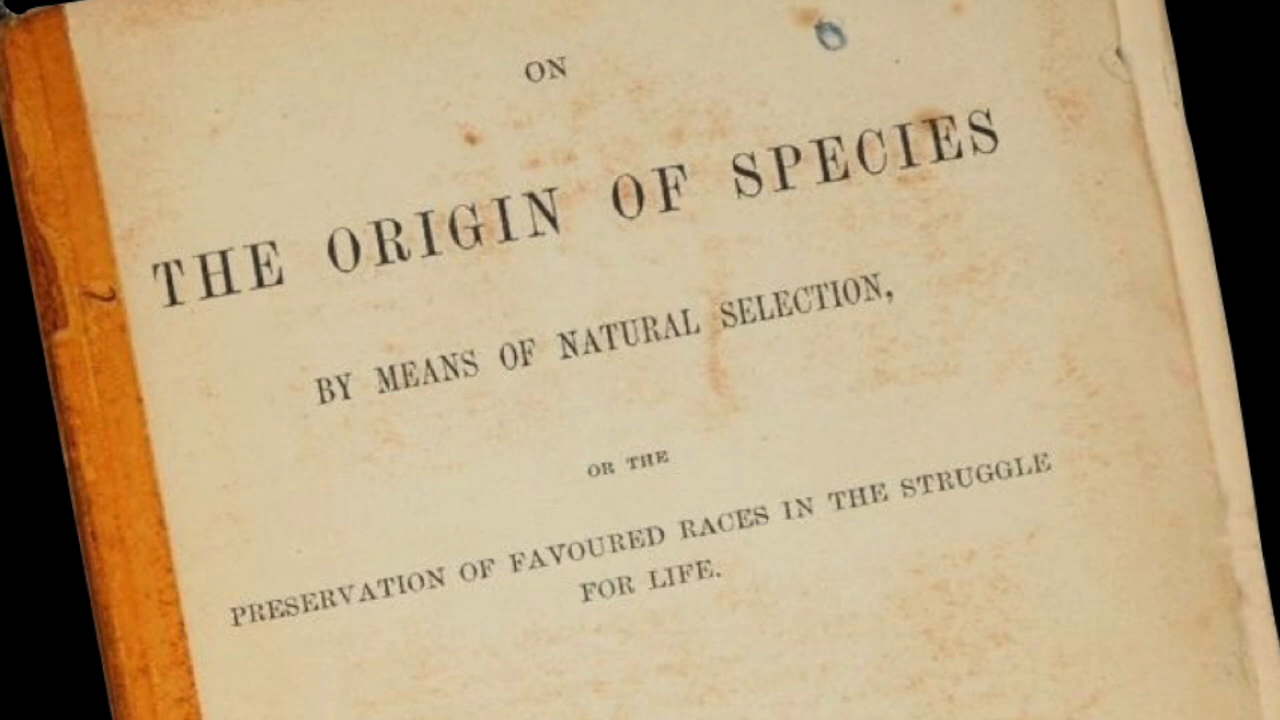 ON
THE ORIGIN OF SPECIES
BY MEANS OF NATURAL SELECTION,
OR THE
PRESERVATION OF FAVOURED RACES IN THE STRUGGLE
FOR LIFE.